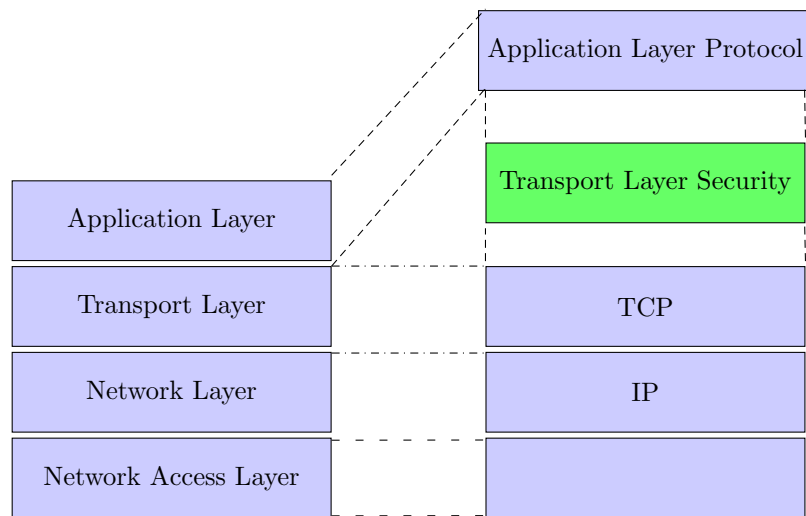 Application Layer Protocol
Transport Layer Security
Application Layer
Transport Layer
TCP
Network Layer
IP
Network Access Layer